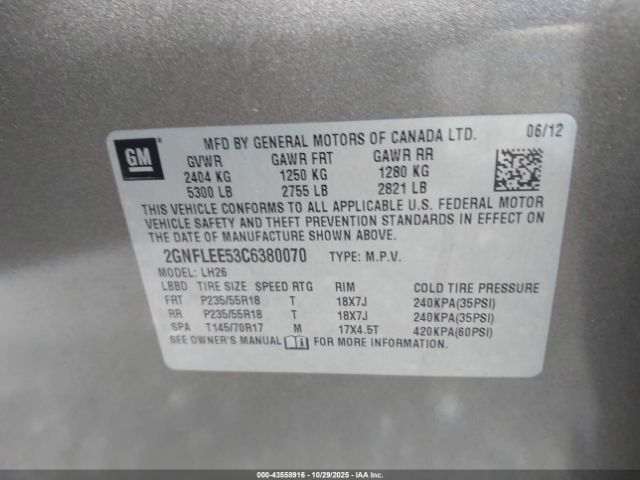 GM
MFD BY GENERAL MOTORS OF CANADA LTD. 06/12
GVWR GAWR FRT GAWR RR
2404 KG 1250 KG 1280 KG
5300 LB 2755 LB 2821 LB
THIS VEHICLE CONFORMS TO ALL APPLICABLE U.S. FEDERAL MOTOR
VEHICLE SAFETY AND THEFT PREVENTION STANDARDS IN EFFECT ON
THE DATE OF MANUFACTURE SHOWN ABOVE.
2GNFLEE53C6380070 TYPE: M.P.V.
MODEL: LH26
LBBD TIRE SIZE SPEED RTG RIM COLD TIRE PRESSURE
FRT P235/55R18 T 18X7J 240KPA(35PSI)
RR P235/55R18 T 18X7J 240KPA(35PSI)
SPA T145/70R17 M 17X4.5T 420KPA(60PSI)
SEE OWNER'S MANUAL FOR MORE INFORMATION.
000-43558916 - 10/29/2025 - IAA, Inc.